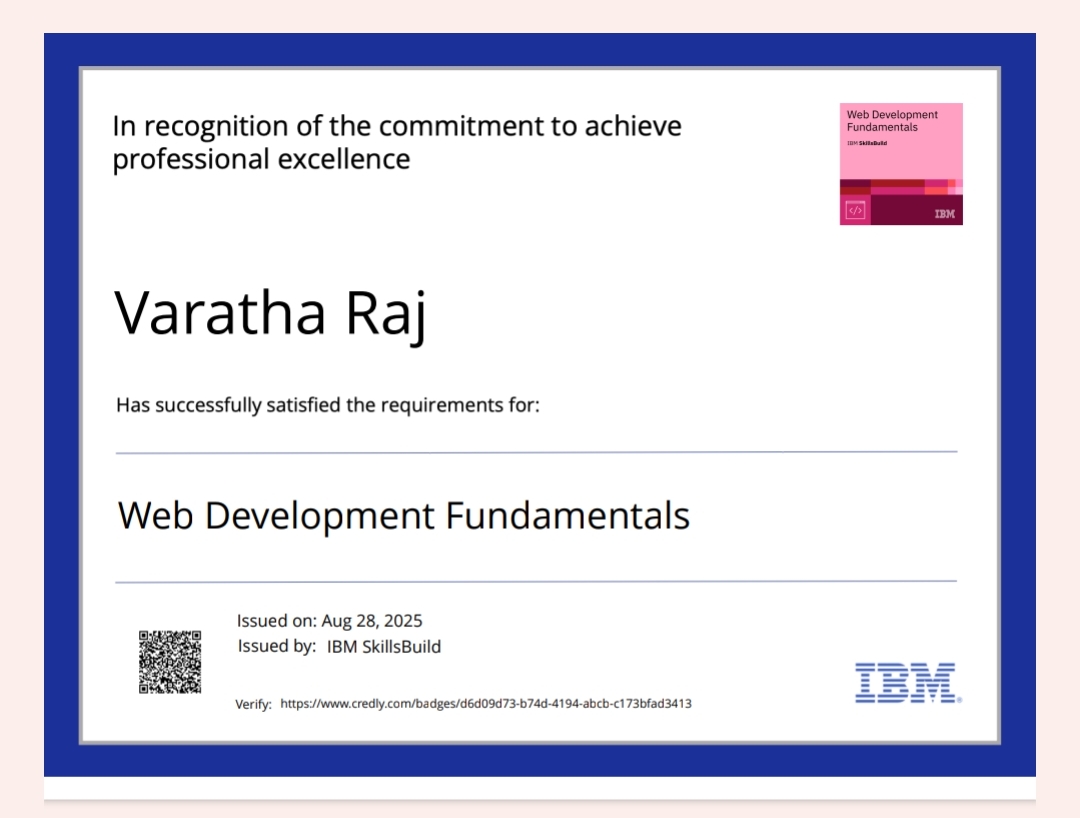 In recognition of the commitment to achieve
professional excellence
Web Development
Fundamentals
IBM SkillsBuild
</>
IBM
Varatha Raj
Has successfully satisfied the requirements for:
Web Development Fundamentals
Issued on: Aug 28, 2025
Issued by: IBM SkillsBuild
Verify: https://www.credly.com/badges/d6d09d73-b74d-4194-abcb-c173bfad3413
IBM®